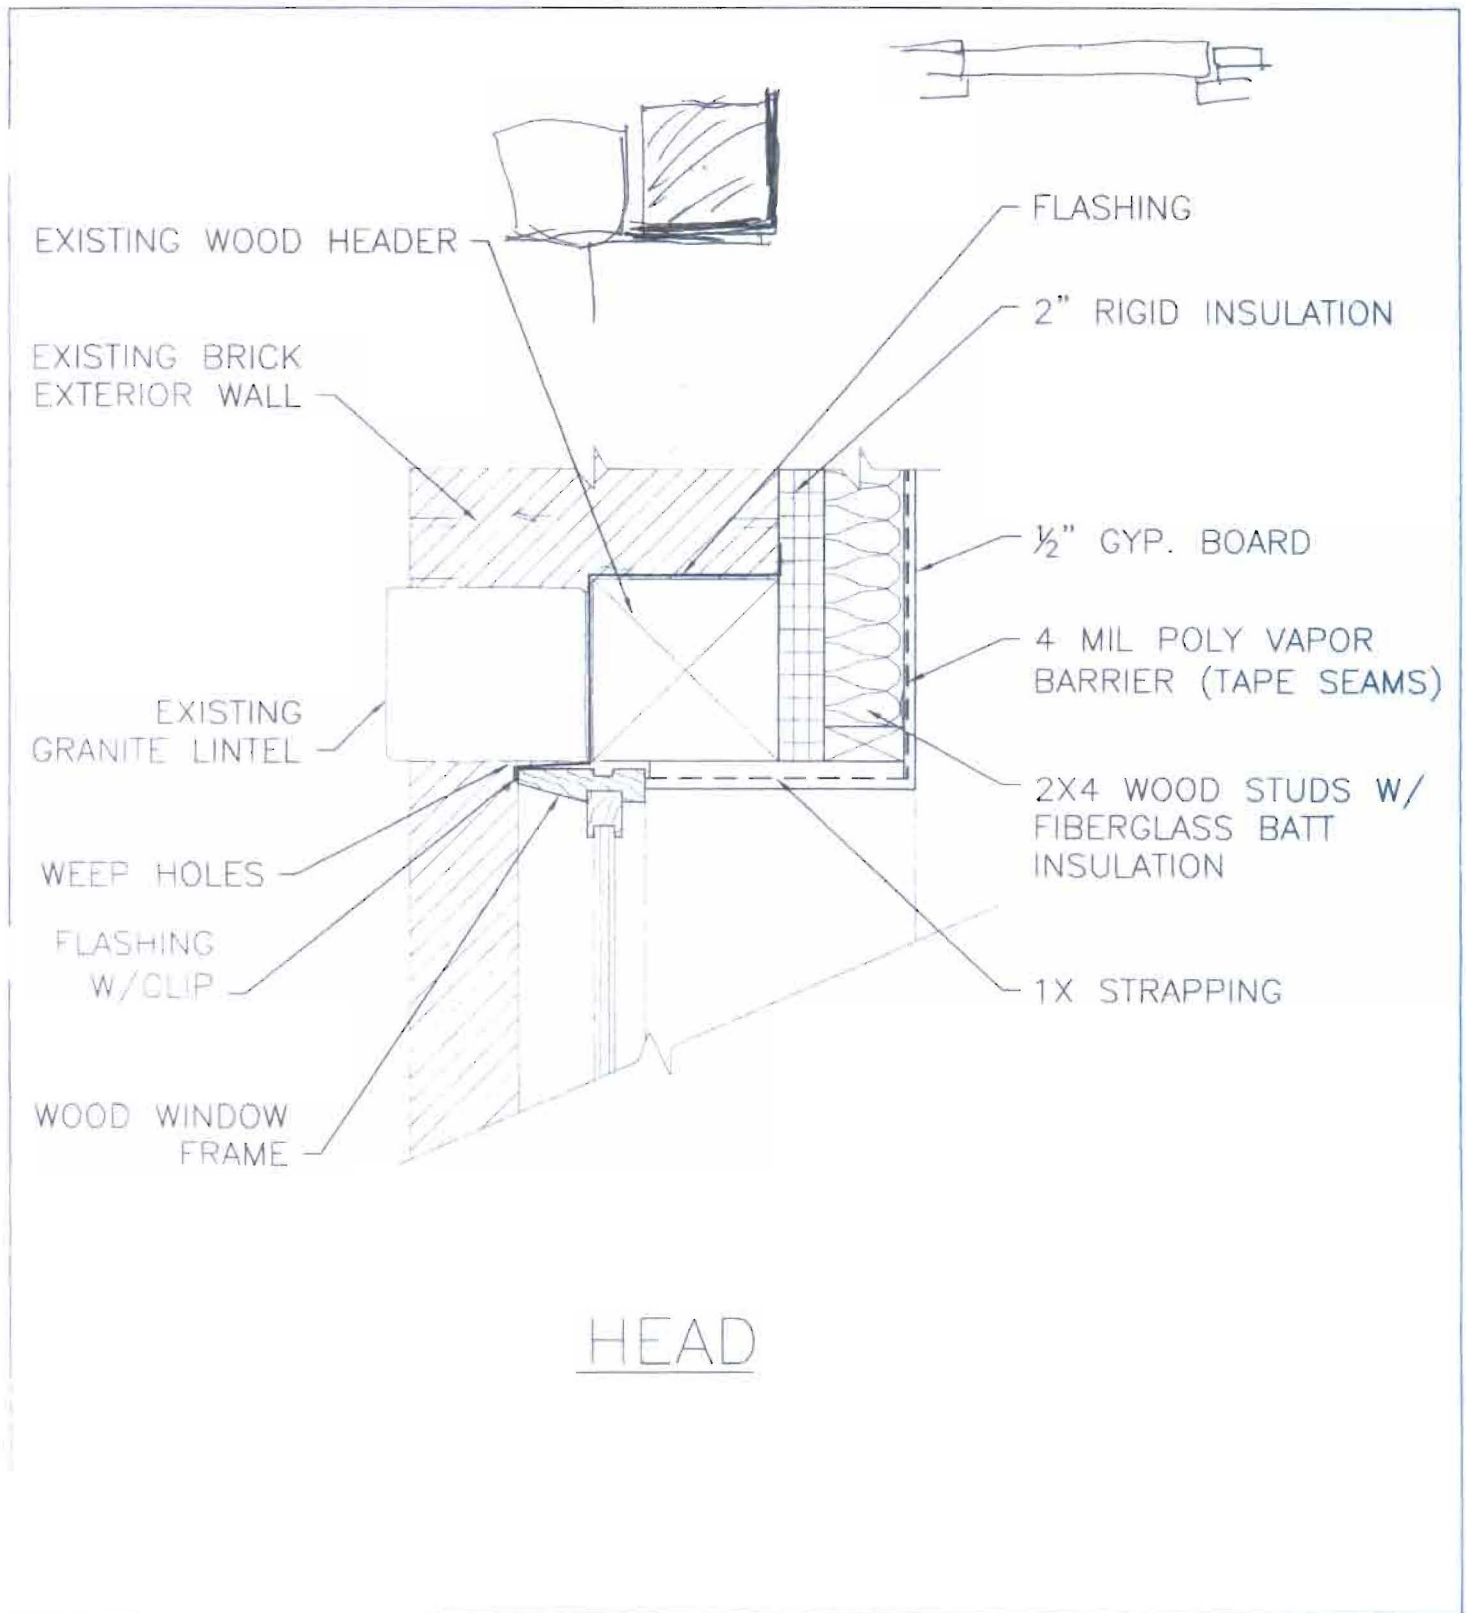 FLASHING
EXISTING WOOD HEADER
2" RIGID INSULATION
EXISTING BRICK
EXTERIOR WALL
½" GYP. BOARD
4 MIL POLY VAPOR
BARRIER (TAPE SEAMS)
EXISTING
GRANITE LINTEL
2X4 WOOD STUDS W/
FIBERGLASS BATT
INSULATION
WEEP HOLES
FLASHING
W/CLIP
1X STRAPPING
WOOD WINDOW
FRAME
HEAD